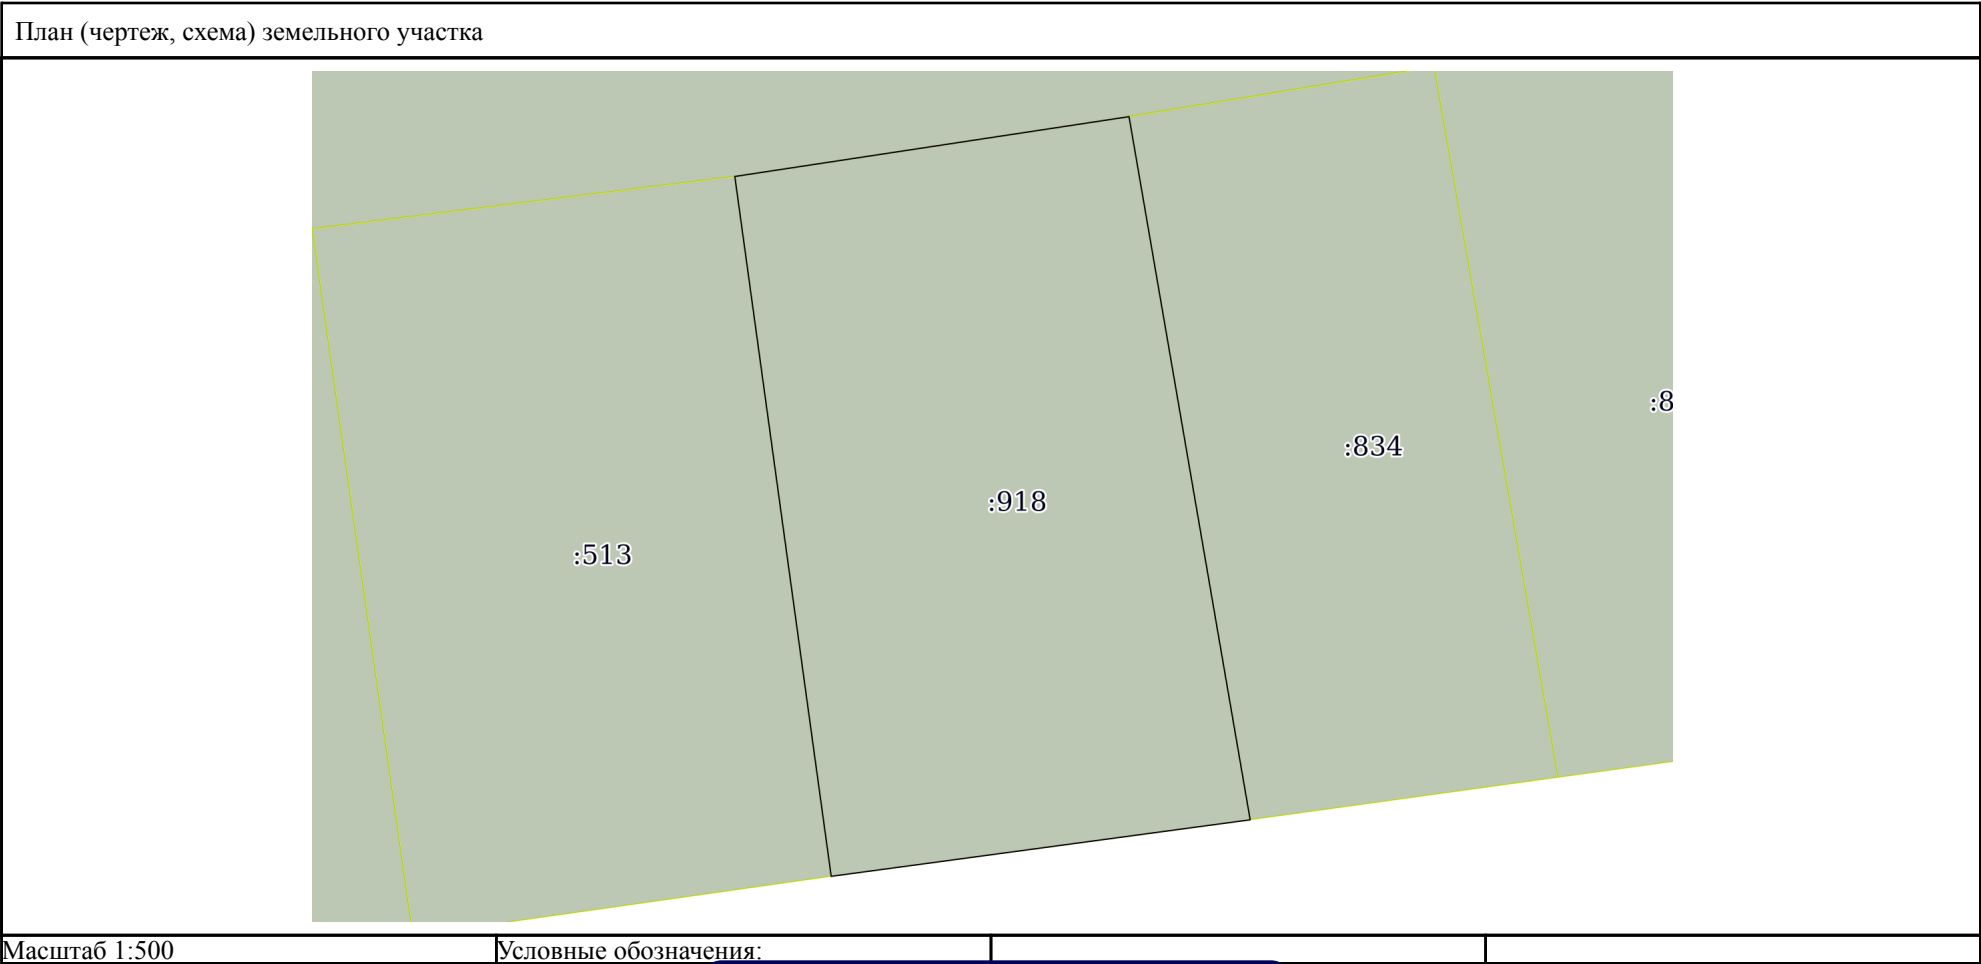 План (чертеж, схема) земельного участка
:8
:834
:918
:513
Масштаб 1:500
Условные обозначения: